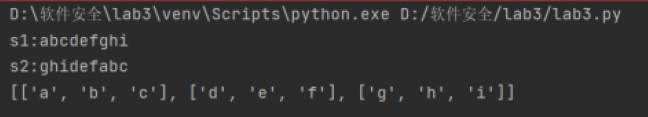 D:\软件安全\lab3\venv\Scripts\python.exe D:/软件安全/lab3/lab3.py
s1:abcdefghi
s2:ghidefabc
[['a', 'b', 'c'], ['d', 'e', 'f'], ['g', 'h', 'i']]